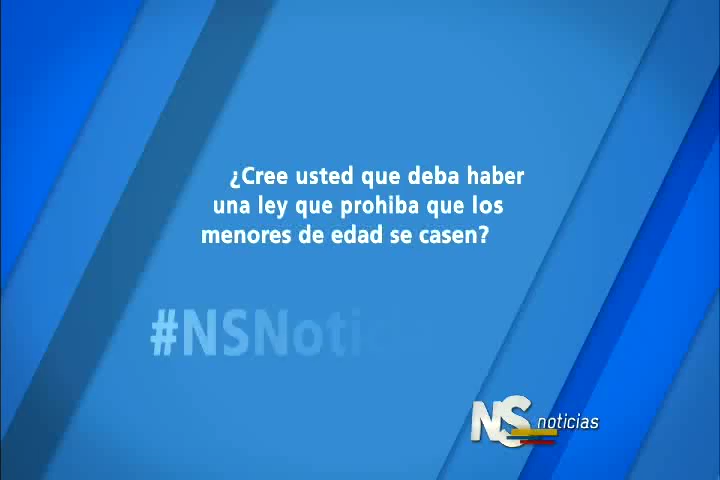 ¿Cree usted que deba haber
una ley que prohiba que los
menores de edad se casen?
#NSNotic
NS noticias